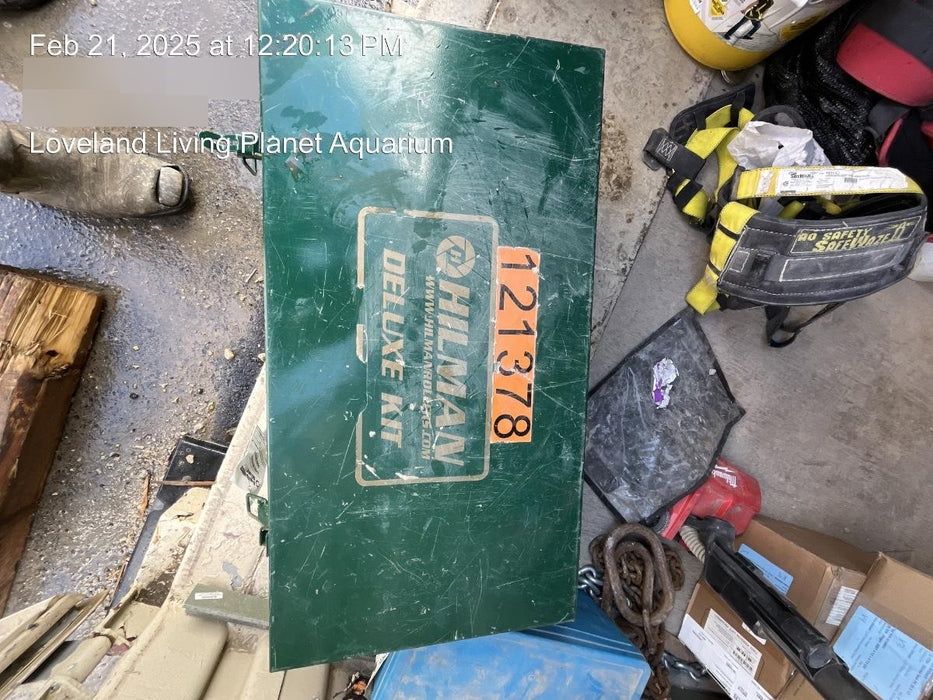 Feb 21, 2025 at 12:20:13 PM
Loveland Living Planet Aquarium
HILMAN
WWW.HILMANROLLERS.COM
DELUXE KIT
121378
SAFEWAZE
Milwaukee